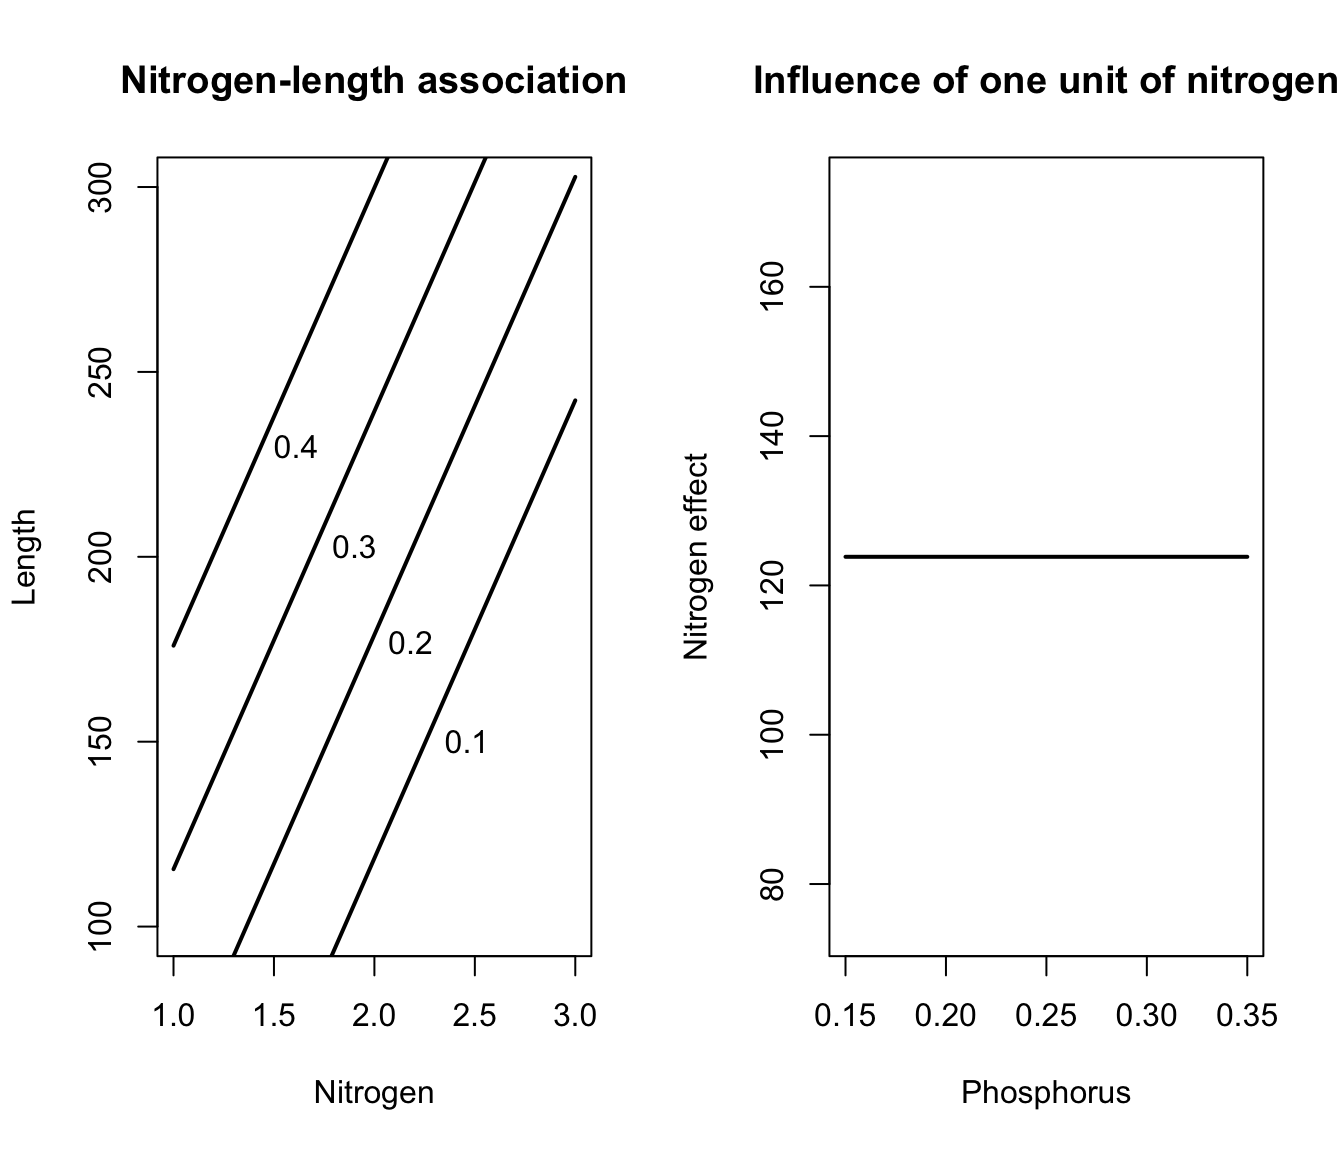 Nitrogen-length association
Length
300
250
200
150
100
0.4
0.3
0.2
0.1
1.0 1.5 2.0 2.5 3.0
Nitrogen
Influence of one unit of nitrogen
Nitrogen effect
160
140
120
100
80
0.15 0.20 0.25 0.30 0.35
Phosphorus